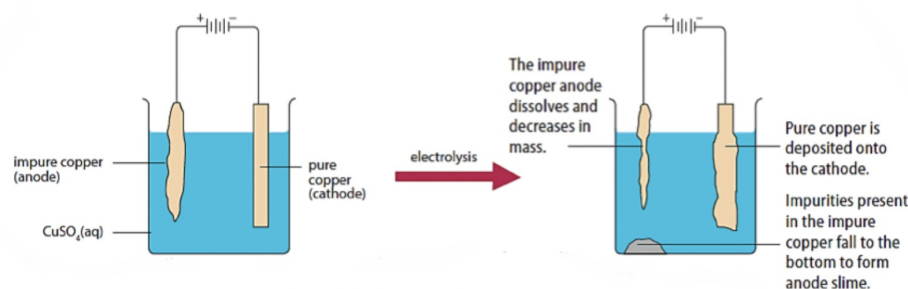 + −
impure copper
(anode)
pure
copper
(cathode)
CuSO₄(aq)
electrolysis
+ −
The impure
copper anode
dissolves and
decreases in
mass.
Pure copper is
deposited onto
the cathode.
Impurities present
in the impure
copper fall to the
bottom to form
anode slime.